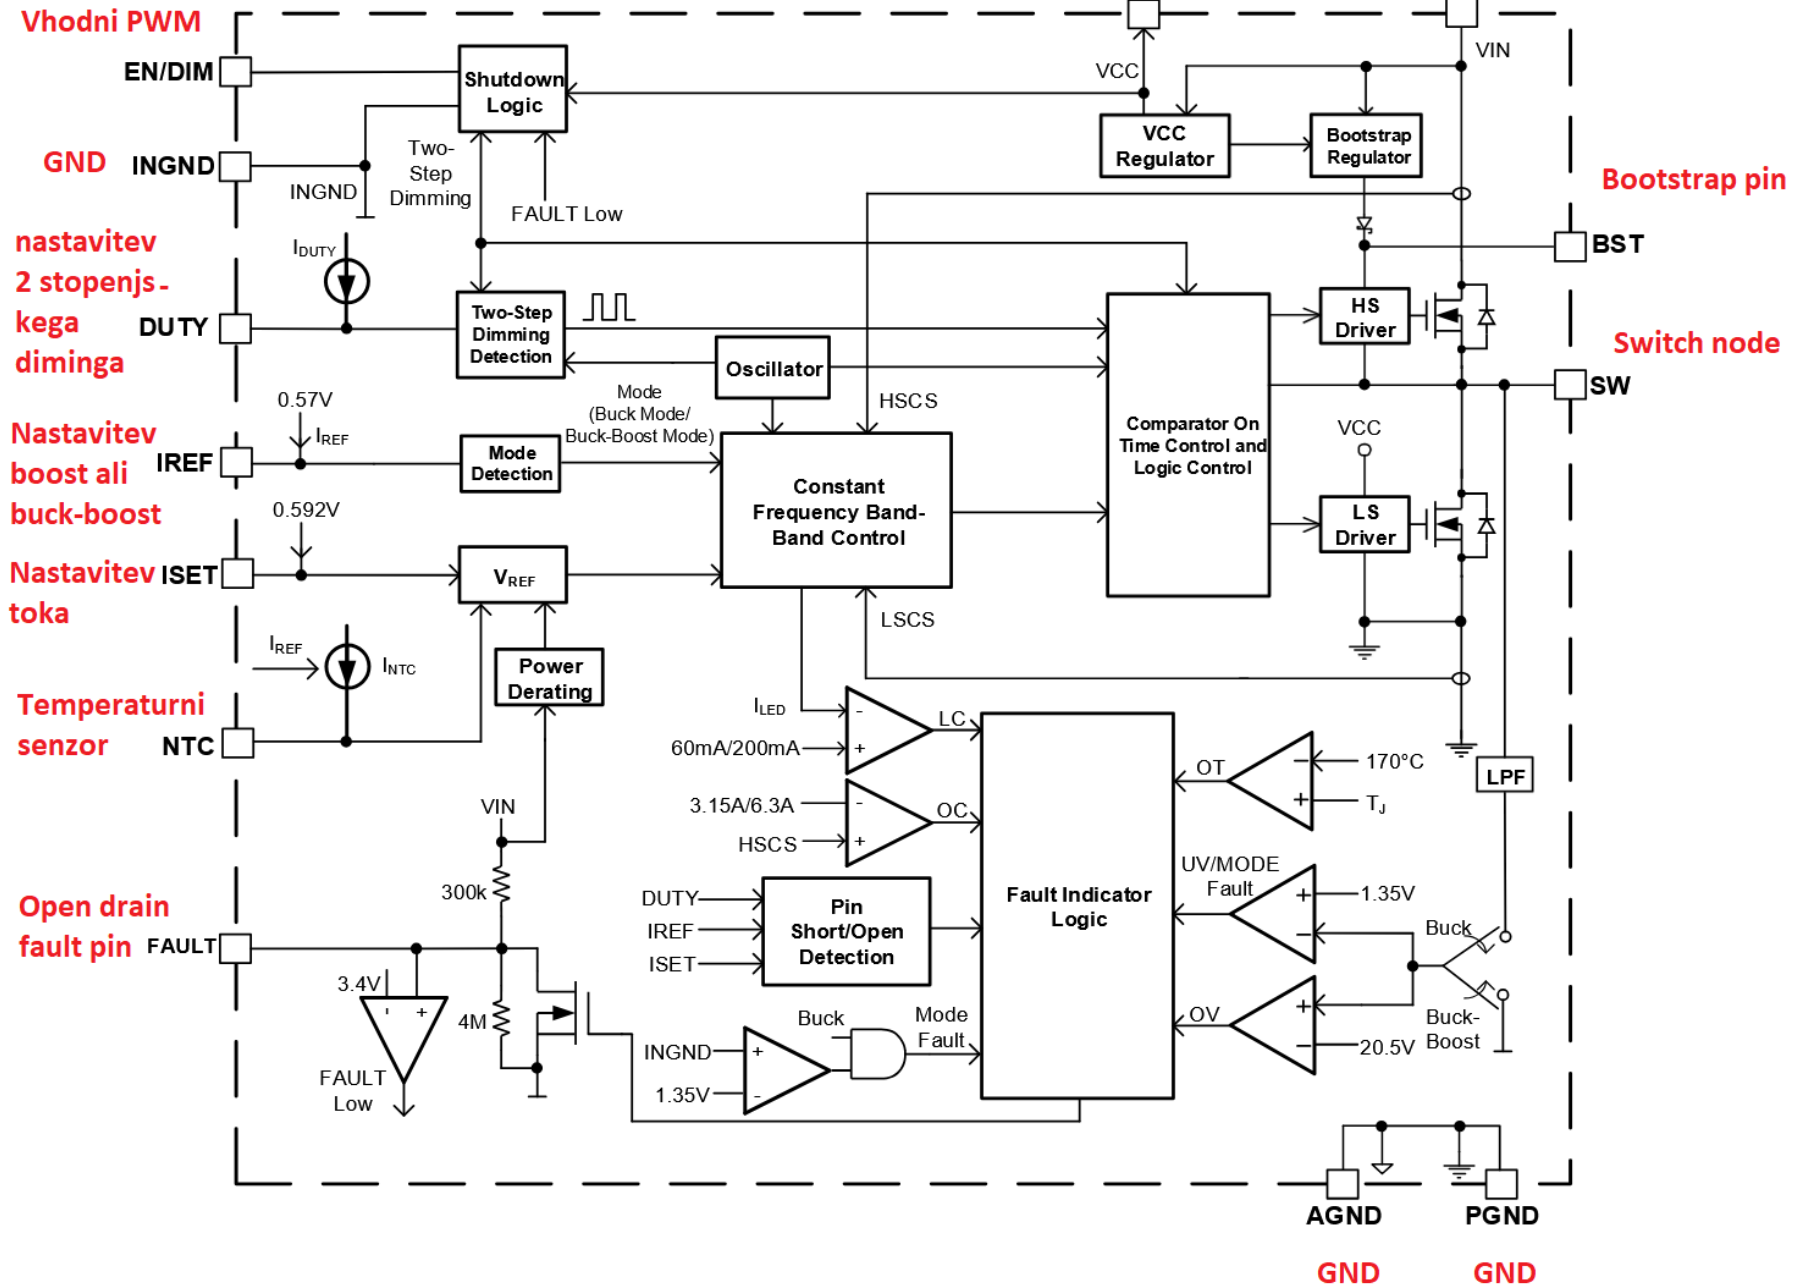 Vhodni PWM
EN/DIM
Shutdown
Logic
VCC
VIN
VCC
Regulator
Bootstrap
Regulator
GND
INGND
INGND
Two-
Step
Dimming
FAULT Low
Bootstrap pin
BST
nastavitev
2 stopenjs-
kega
diminga
IDUTY
DUTY
Two-Step
Dimming
Detection
Oscillator
HS
Driver
Switch node
SW
Nastavitev
boost ali
buck-boost
0.57V
IREF
IREF
Mode
Detection
Mode
(Buck Mode/
Buck-Boost Mode)
HSCS
Constant
Frequency Band-
Band Control
Comparator On
Time Control and
Logic Control
VCC
LS
Driver
0.592V
Nastavitev
toka
ISET
VREF
LSCS
IREF
INTC
Power
Derating
Temperaturni
senzor
NTC
ILED
60mA/200mA
-
+
LC
3.15A/6.3A
HSCS
-
+
OC
OT
−
+
170°C
TJ
LPF
VIN
300k
DUTY
IREF
ISET
Pin
Short/Open
Detection
Fault Indicator
Logic
UV/MODE
Fault
+
−
1.35V
Buck
Open drain
fault pin
FAULT
3.4V
-
+
4M
FAULT
Low
Buck
INGND
1.35V
+
-
Mode
Fault
OV
+
−
20.5V
Buck-
Boost
AGND
PGND
GND
GND